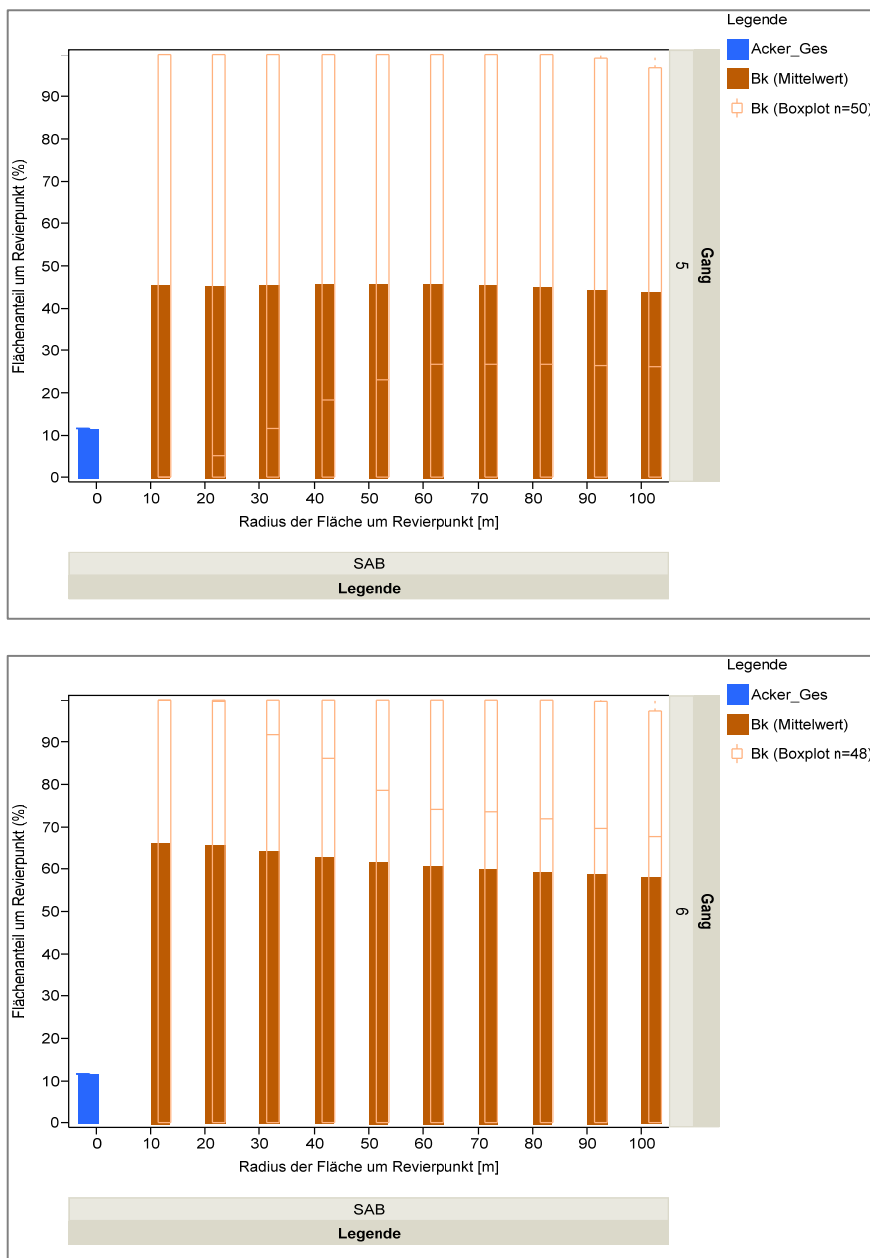 Legende
Acker_Ges
Bk (Mittelwert)
Bk (Boxplot n=50)
Flächenanteil um Revierpunkt (%)
90
80
70
60
50
40
30
20
10
0
0 10 20 30 40 50 60 70 80 90 100
Radius der Fläche um Revierpunkt [m]
5
Gang
SAB
Legende
Legende
Acker_Ges
Bk (Mittelwert)
Bk (Boxplot n=48)
Flächenanteil um Revierpunkt (%)
90
80
70
60
50
40
30
20
10
0
0 10 20 30 40 50 60 70 80 90 100
Radius der Fläche um Revierpunkt [m]
6
Gang
SAB
Legende